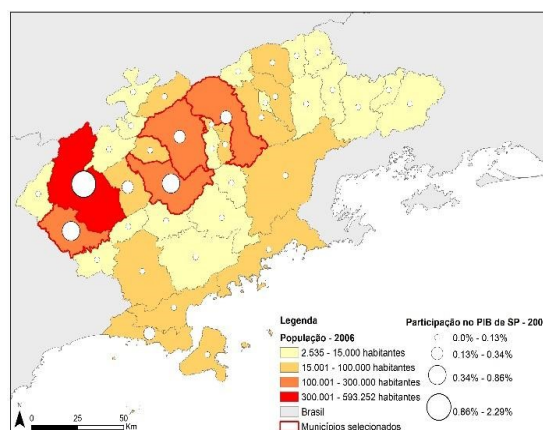 Legenda
População - 2006
2.535 - 15.000 habitantes
15.001 - 100.000 habitantes
100.001 - 300.000 habitantes
300.001 - 593.252 habitantes
Brasil
Municípios selecionados
Participação no PIB de SP - 200
0.0% - 0.13%
0.13% - 0.34%
0.34% - 0.86%
0.86% - 2.29%
N
0 25 50
Km